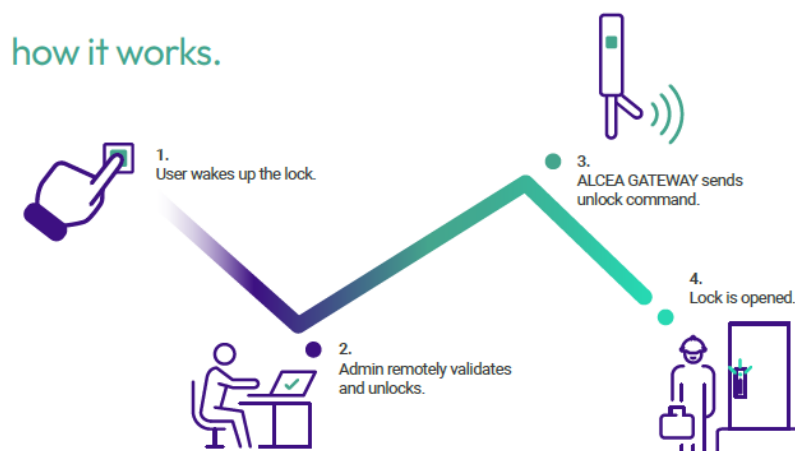 how it works.
1.
User wakes up the lock.
2.
Admin remotely validates
and unlocks.
3.
ALCEA GATEWAY sends
unlock command.
4.
Lock is opened.